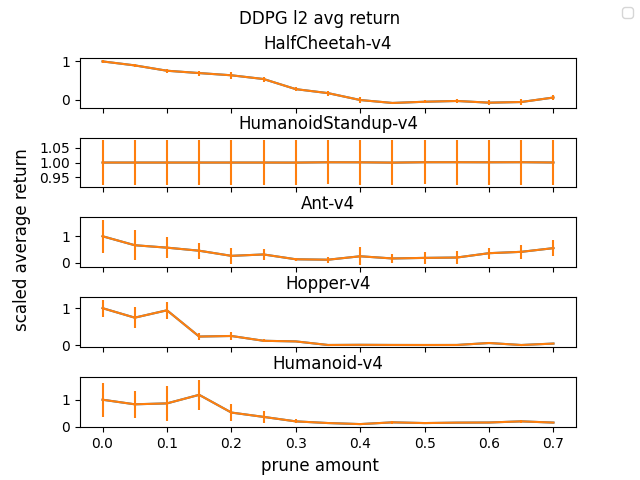 DDPG l2 avg return
HalfCheetah-v4
1
0
HumanoidStandup-v4
1.05
1.00
0.95
Ant-v4
1
0
Hopper-v4
1
0
Humanoid-v4
1
0
0.0 0.1 0.2 0.3 0.4 0.5 0.6 0.7
prune amount
scaled average return